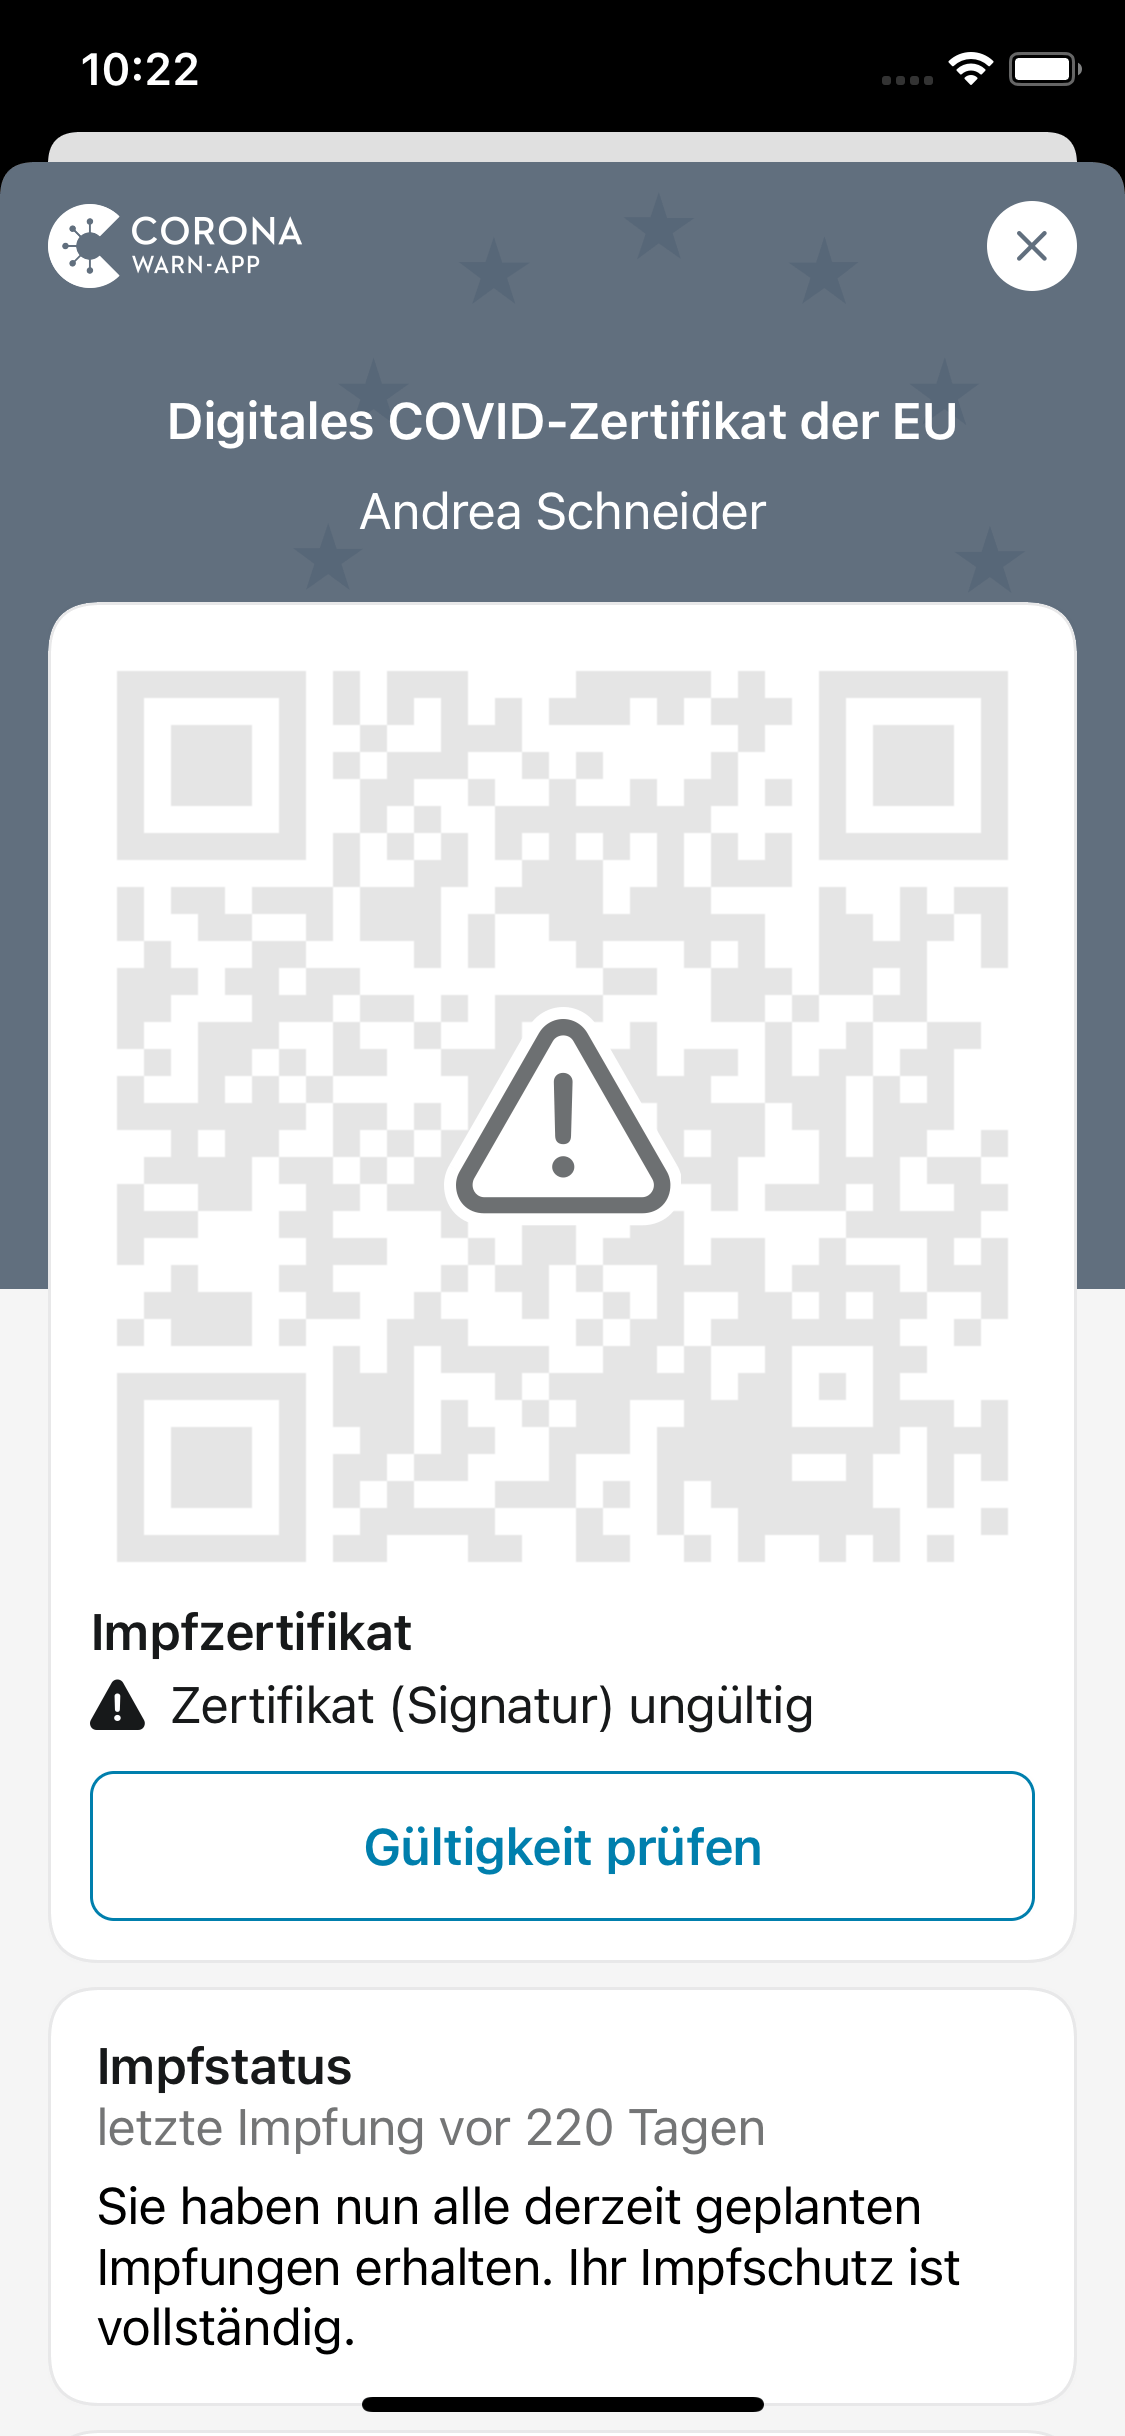 10:22
CORONA
WARN-APP
Digitales COVID-Zertifikat der EU
Andrea Schneider
Impfzertifikat
Zertifikat (Signatur) ungültig
Gültigkeit prüfen
Impfstatus
letzte Impfung vor 220 Tagen
Sie haben nun alle derzeit geplanten
Impfungen erhalten. Ihr Impfschutz ist
vollständig.